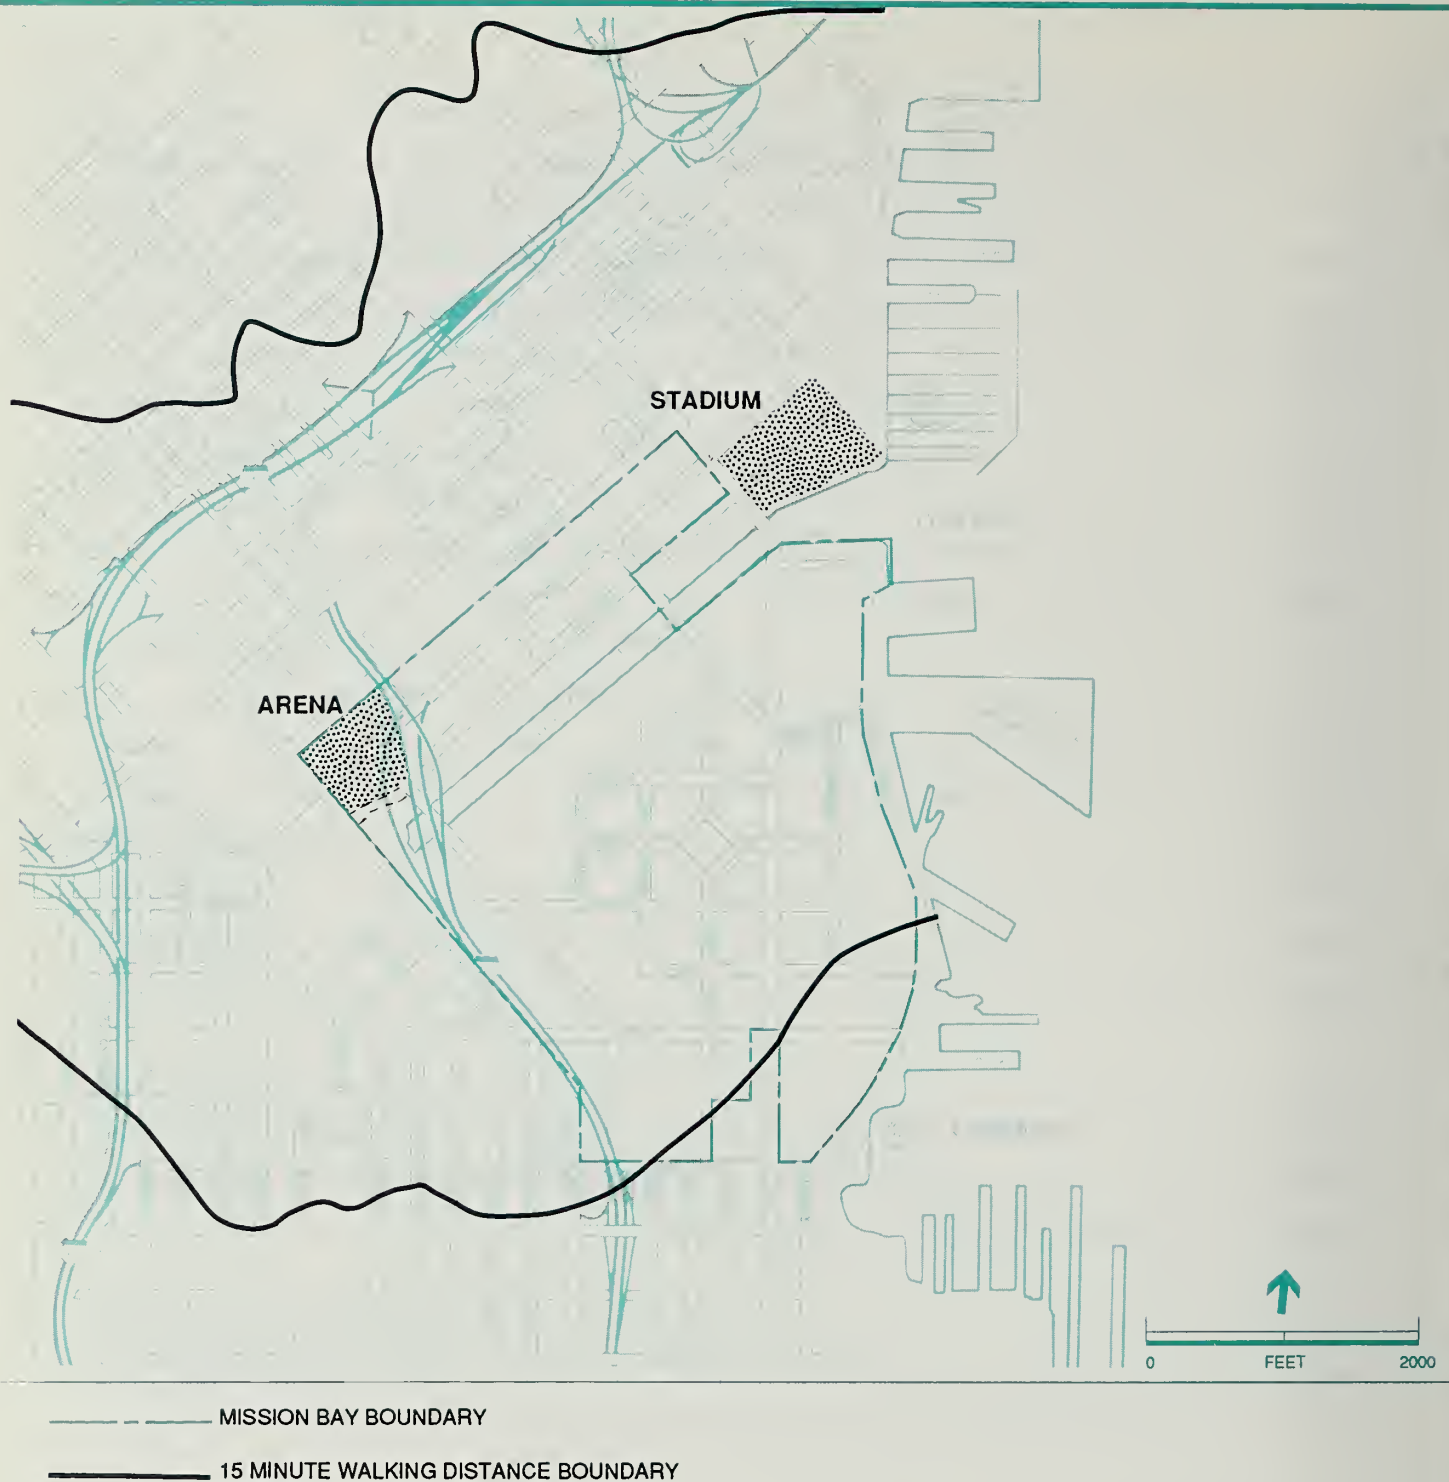 STADIUM
ARENA
0 FEET 2000
MISSION BAY BOUNDARY
15 MINUTE WALKING DISTANCE BOUNDARY